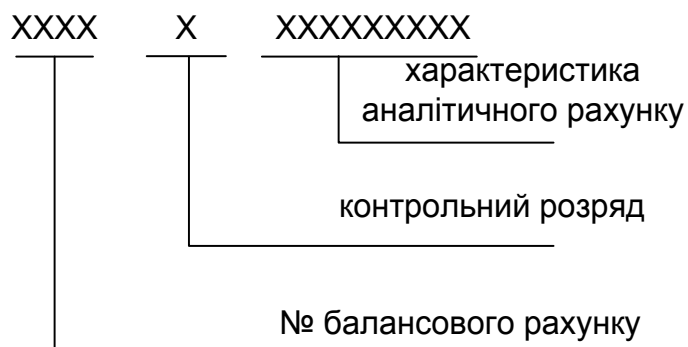 XXXX X XXXXXXXXX
характеристика
аналітичного рахунку
контрольний розряд
№ балансового рахунку